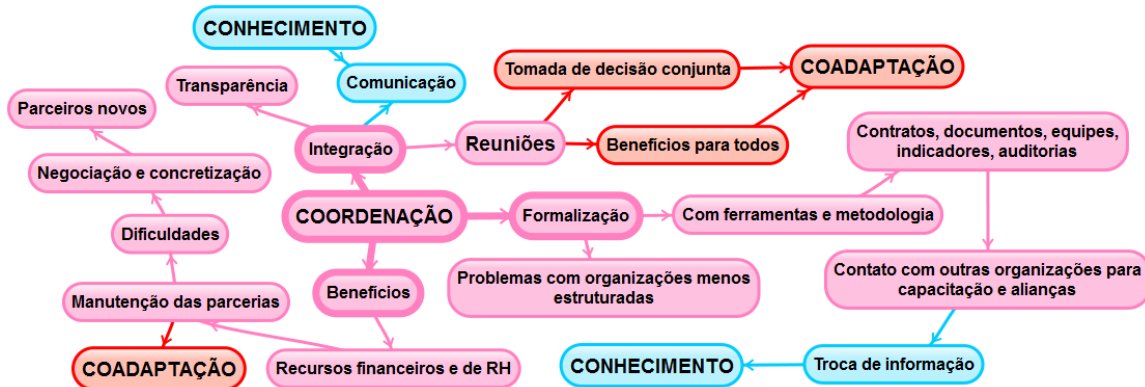 CONHECIMENTO
Comunicação
Transparência
Parceiros novos
Integração
Reuniões
Tomada de decisão conjunta
COADAPTAÇÃO
Benefícios para todos
Contratos, documentos, equipes,
indicadores, auditorias
Negociação e concretização
COORDENAÇÃO
Formalização
Com ferramentas e metodologia
Dificuldades
Benefícios
Problemas com organizações menos
estruturadas
Contato com outras organizações para
capacitação e alianças
Manutenção das parcerias
COADAPTAÇÃO
Recursos financeiros e de RH
CONHECIMENTO
Troca de informação